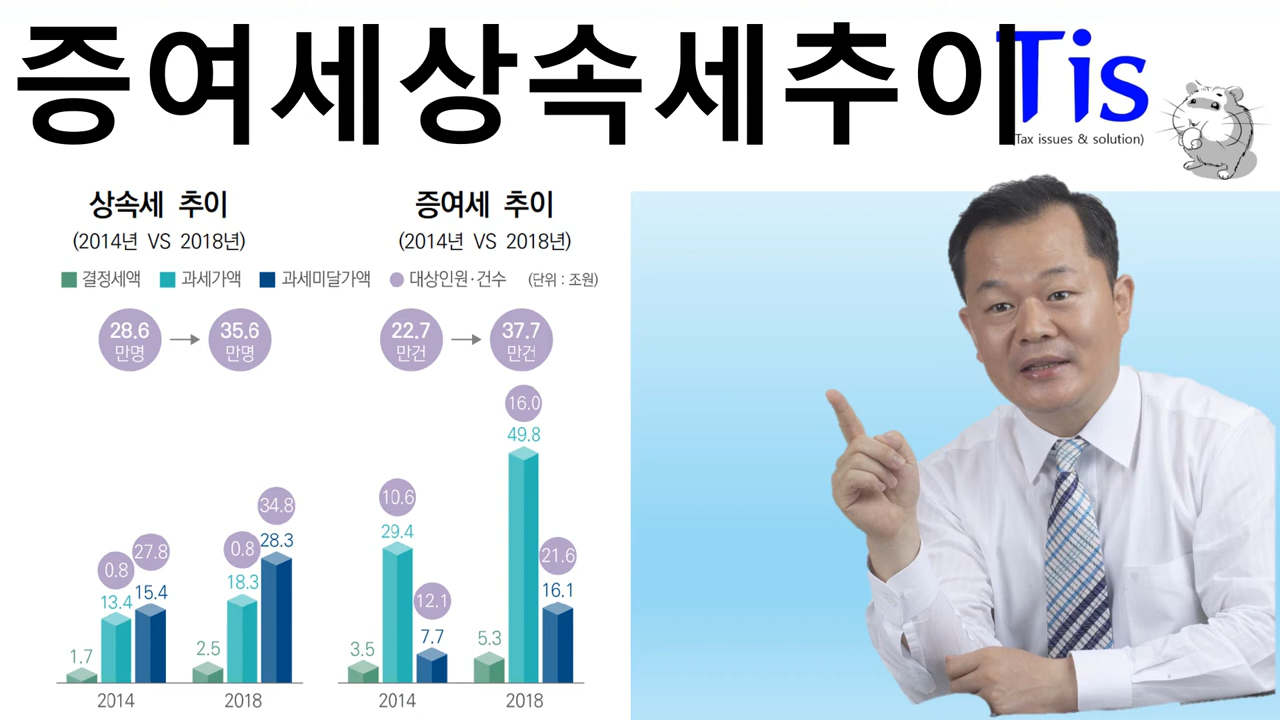 증여세상속세추이
Tis
(Tax issues & solution)
상속세 추이
(2014년 VS 2018년)
증여세 추이
(2014년 VS 2018년)
결정세액 과세가액 과세미달가액 대상인원·건수 (단위 : 조원)
28.6
만명
35.6
만명
22.7
만건
37.7
만건
0.8
27.8
13.4
15.4
1.7
2014
0.8
34.8
18.3
28.3
2.5
2018
10.6
29.4
12.1
7.7
3.5
2014
16.0
49.8
21.6
16.1
5.3
2018